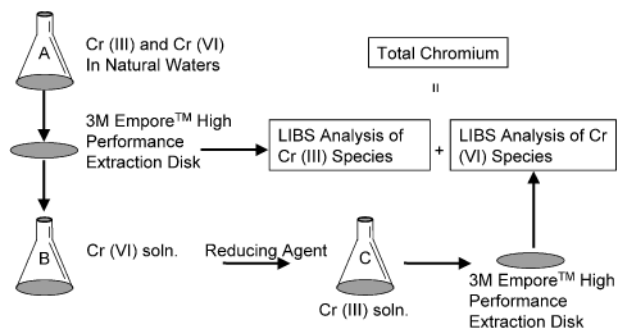 A
Cr (III) and Cr (VI)
In Natural Waters
Total Chromium
=
3M Empore™ High
Performance
Extraction Disk
LIBS Analysis of
Cr (III) Species
+
LIBS Analysis of Cr
(VI) Species
B
Cr (VI) soln.
Reducing Agent
C
Cr (III) soln.
3M Empore™ High
Performance
Extraction Disk